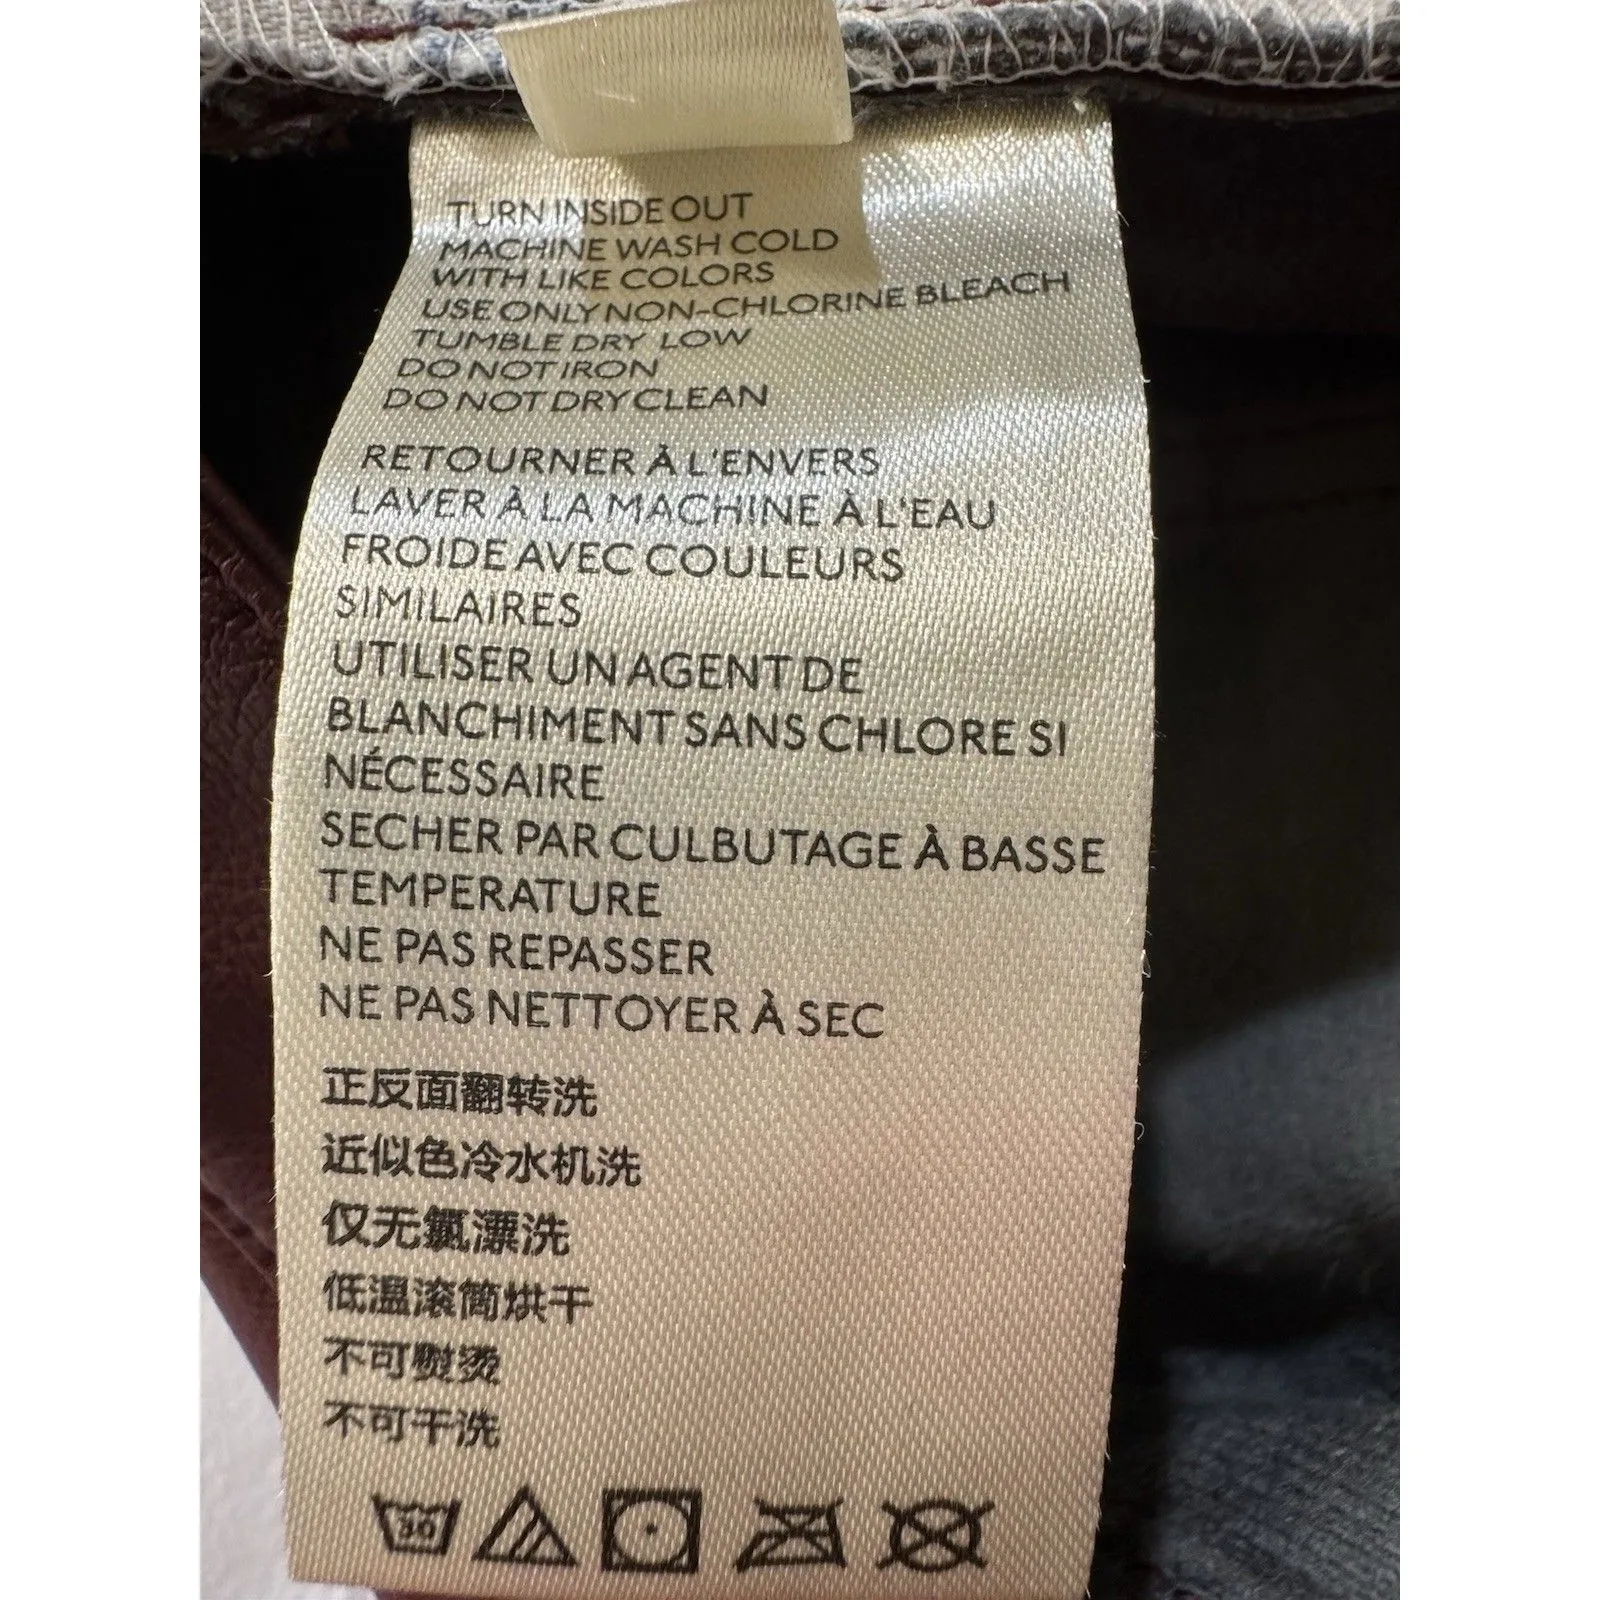 TURN INSIDE OUT
MACHINE WASH COLD
WITH LIKE COLORS
USE ONLY NON-CHLORINE BLEACH
TUMBLE DRY LOW
DO NOT IRON
DO NOT DRY CLEAN
RETOURNER À L'ENVERS
LAVER À LA MACHINE À L'EAU
FROIDE AVEC COULEURS
SIMILAIRES
UTILISER UN AGENT DE
BLANCHIMENT SANS CHLORE SI
NÉCESSAIRE
SECHER PAR CULBUTAGE À BASSE
TEMPERATURE
NE PAS REPASSER
NE PAS NETTOYER À SEC
正反面翻转洗
近似色冷水机洗
仅无氯漂洗
低温滚筒烘干
不可熨烫
不可干洗
30